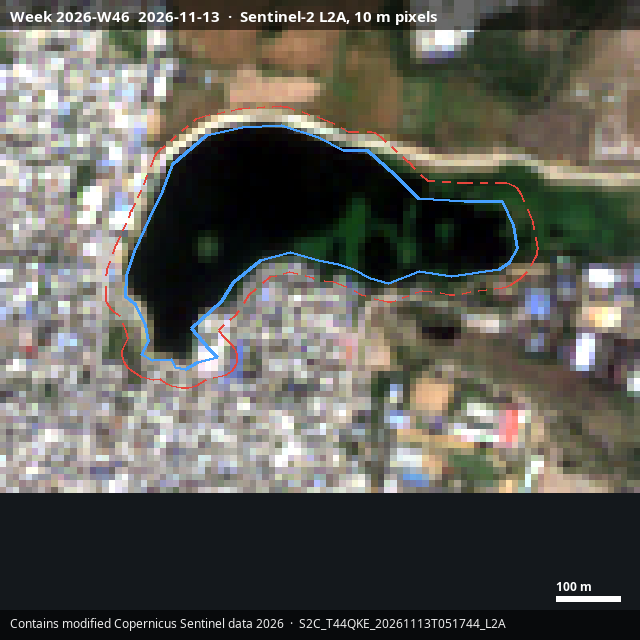 Week 2026-W46  2026-11-13  ·  Sentinel-2 L2A, 10 m pixels
100 m
Contains modified Copernicus Sentinel data 2026  ·  S2C_T44QKE_20261113T051744_L2A